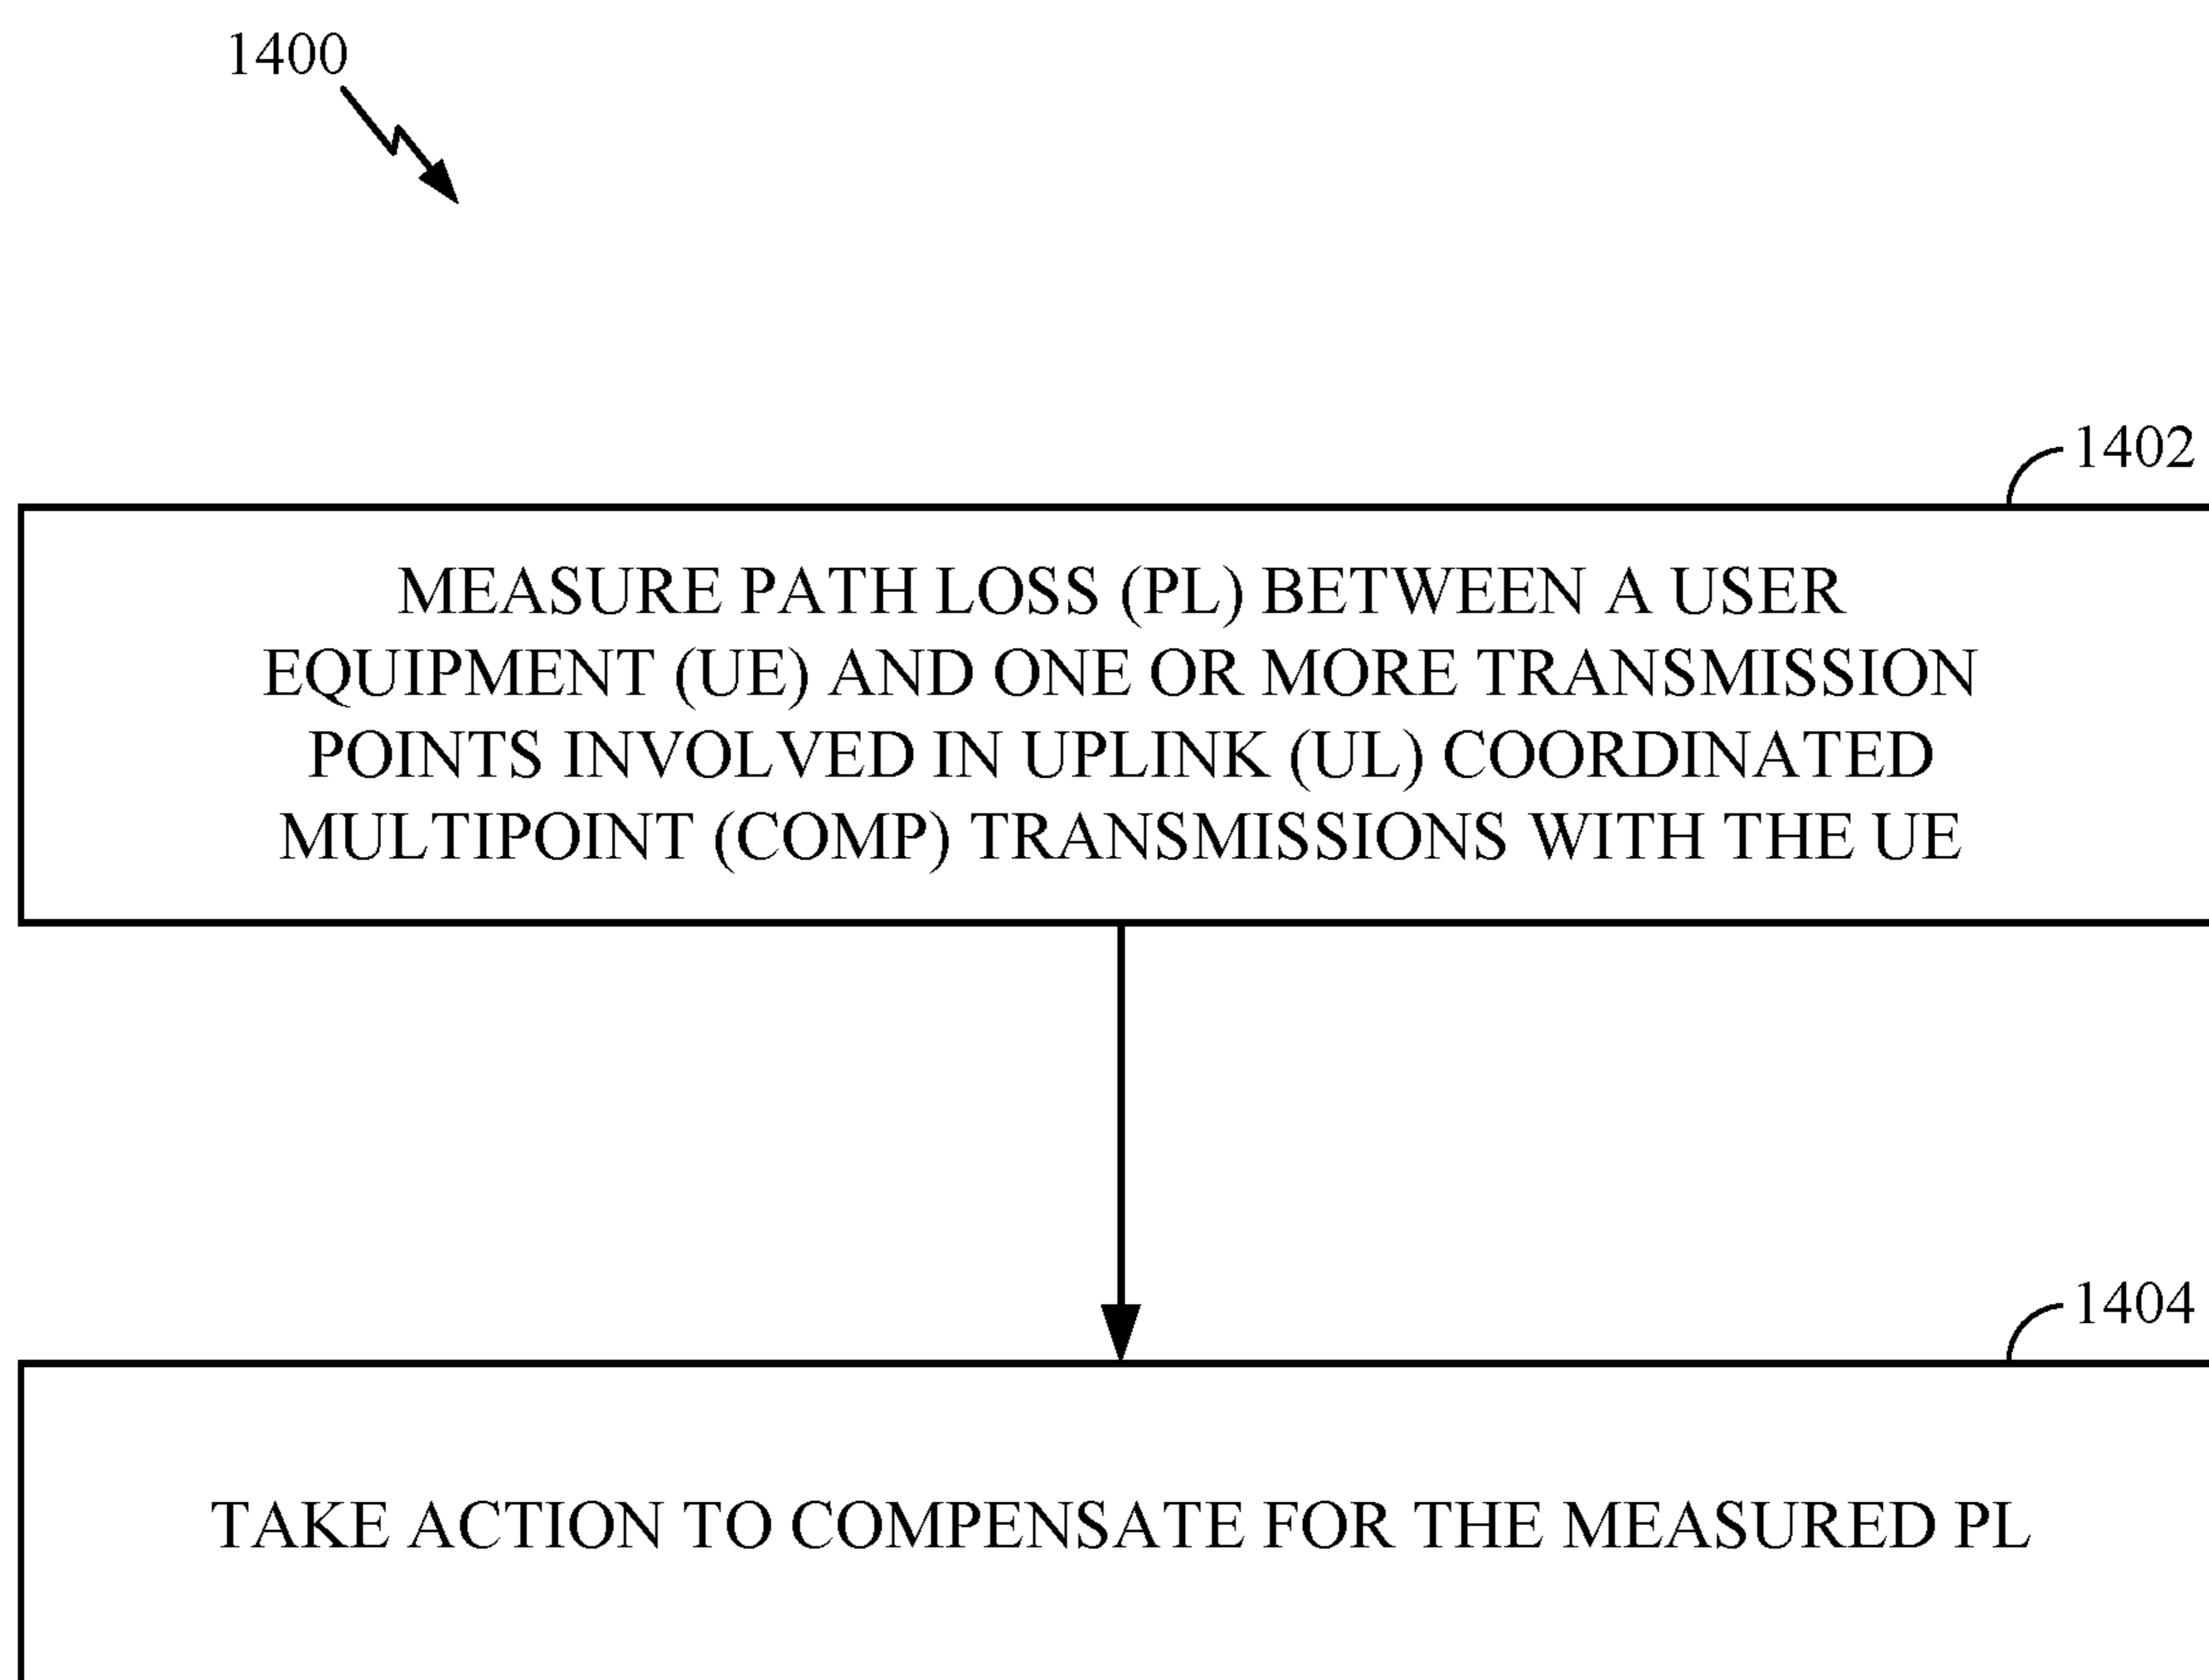 1400
1402
MEASURE PATH LOSS (PL) BETWEEN A USER
EQUIPMENT (UE) AND ONE OR MORE TRANSMISSION
POINTS INVOLVED IN UPLINK (UL) COORDINATED
MULTIPOINT (COMP) TRANSMISSIONS WITH THE UE
1404
TAKE ACTION TO COMPENSATE FOR THE MEASURED PL